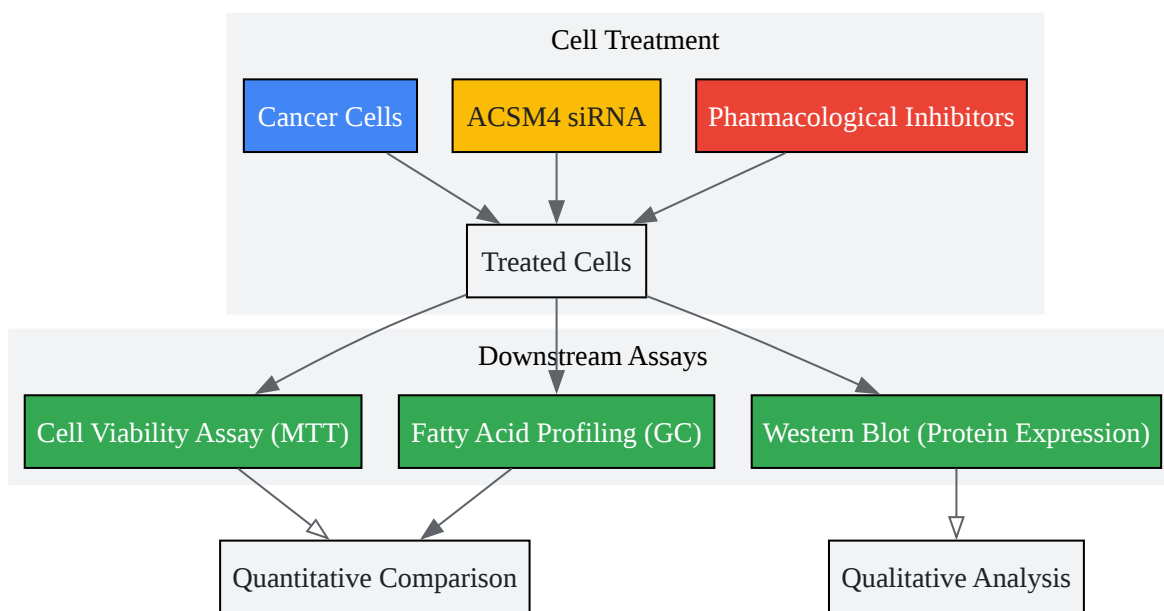 Cell Treatment
Cancer Cells
ACSM4 siRNA
Pharmacological Inhibitors
Treated Cells
Downstream Assays
Cell Viability Assay (MTT)
Fatty Acid Profiling (GC)
Western Blot (Protein Expression)
Quantitative Comparison
Qualitative Analysis